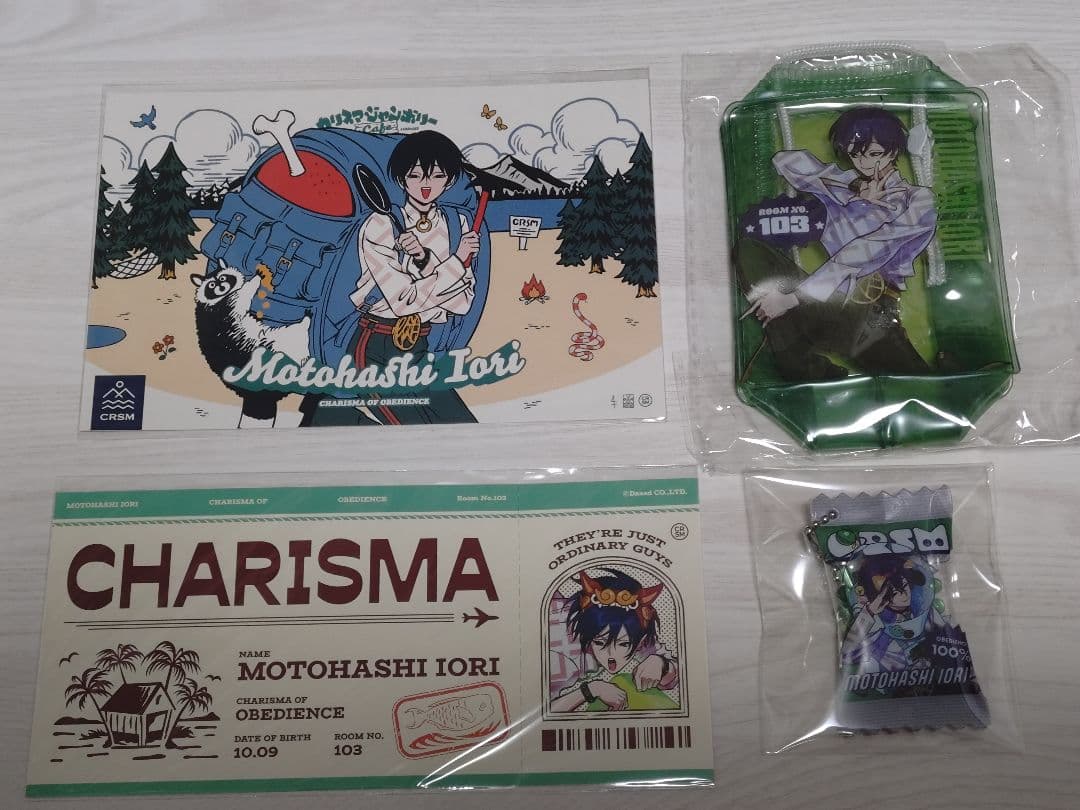 カリスマジャンボリー
Cafe
CRSM
Motohashi Iori
CHARISMA OF OBEDIENCE
CRSM
ROOM NO.
103
CRSM
OBEDIENCE
100%
MOTOHASHI IORI
MOTOHASHI IORI
CHARISMA OF
OBEDIENCE
Room No.103
©Dazed CO.,LTD.
CHARISMA
THEY'RE JUST
ORDINARY GUYS
CR
SM
NAME
MOTOHASHI IORI
CHARISMA OF
OBEDIENCE
DATE OF BIRTH
10.09
ROOM NO.
103